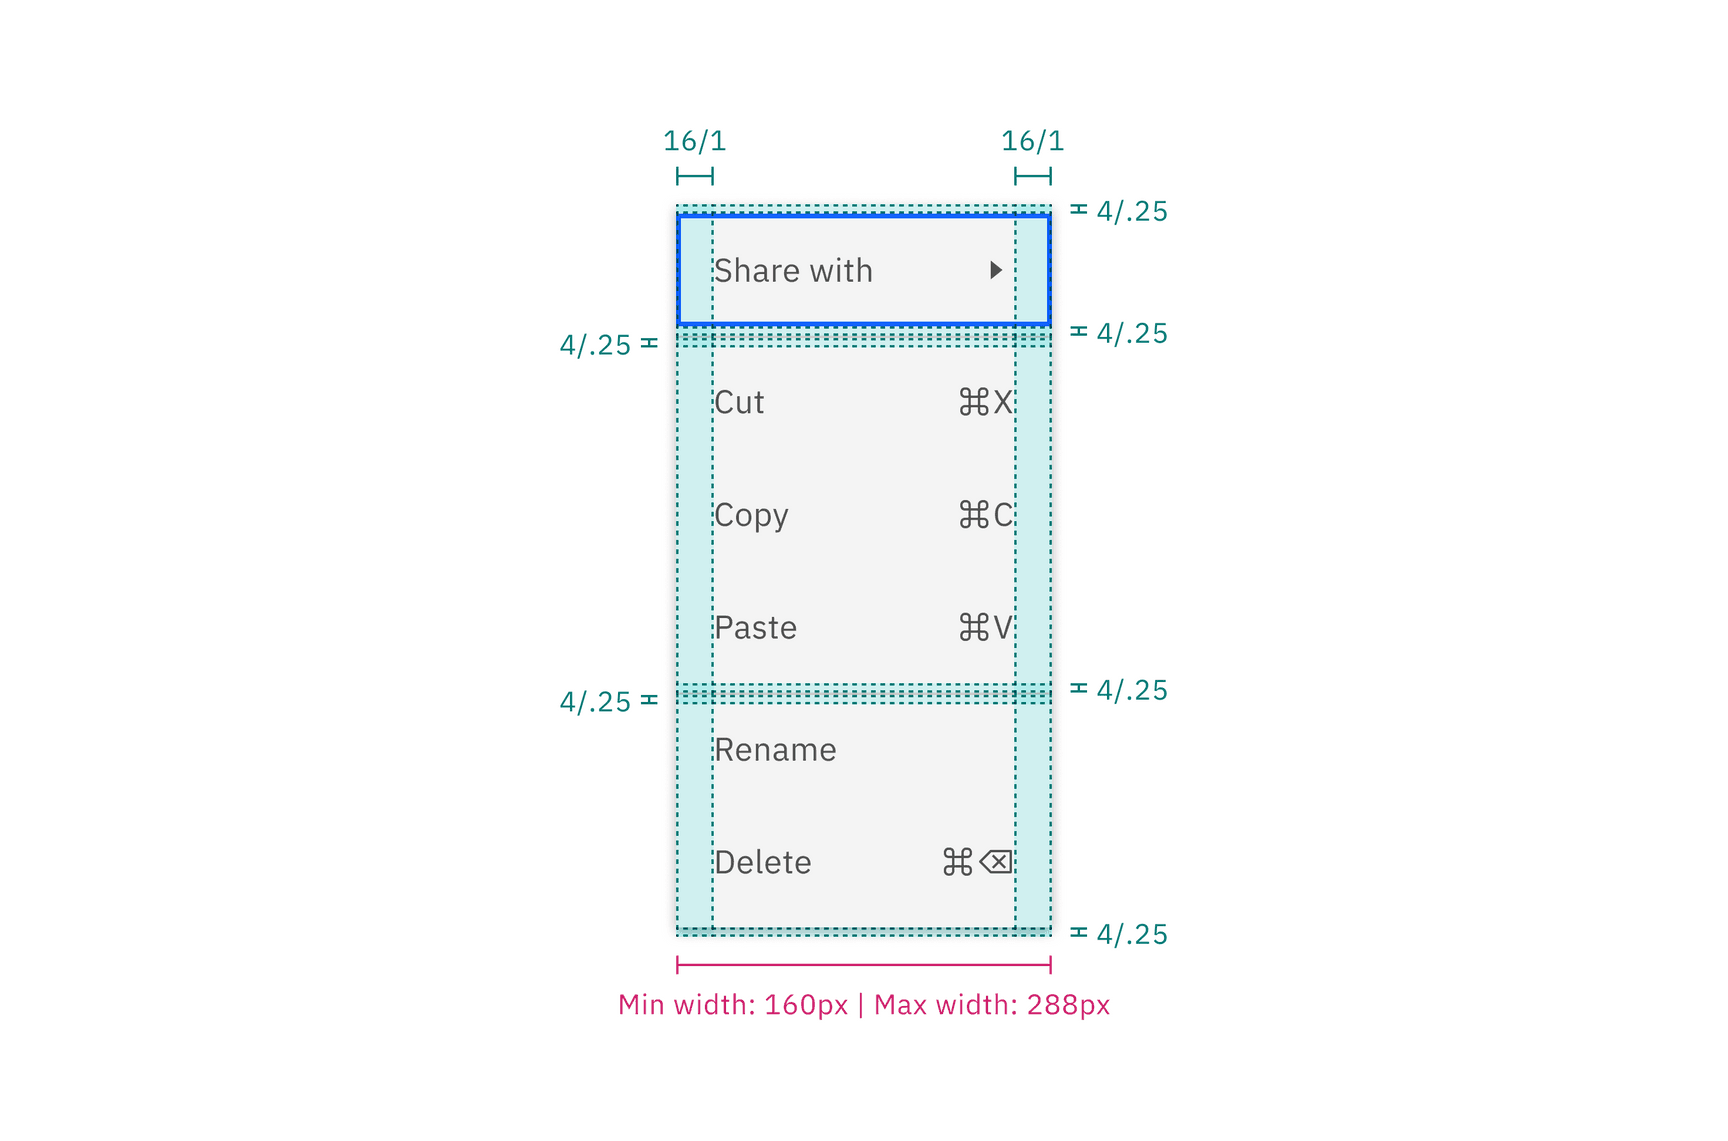 16/1 16/1
4/.25
Share with
4/.25
4/.25
Cut ⌘X
Copy ⌘C
Paste ⌘V
4/.25
4/.25
Rename
Delete ⌘⌫
4/.25
Min width: 160px | Max width: 288px